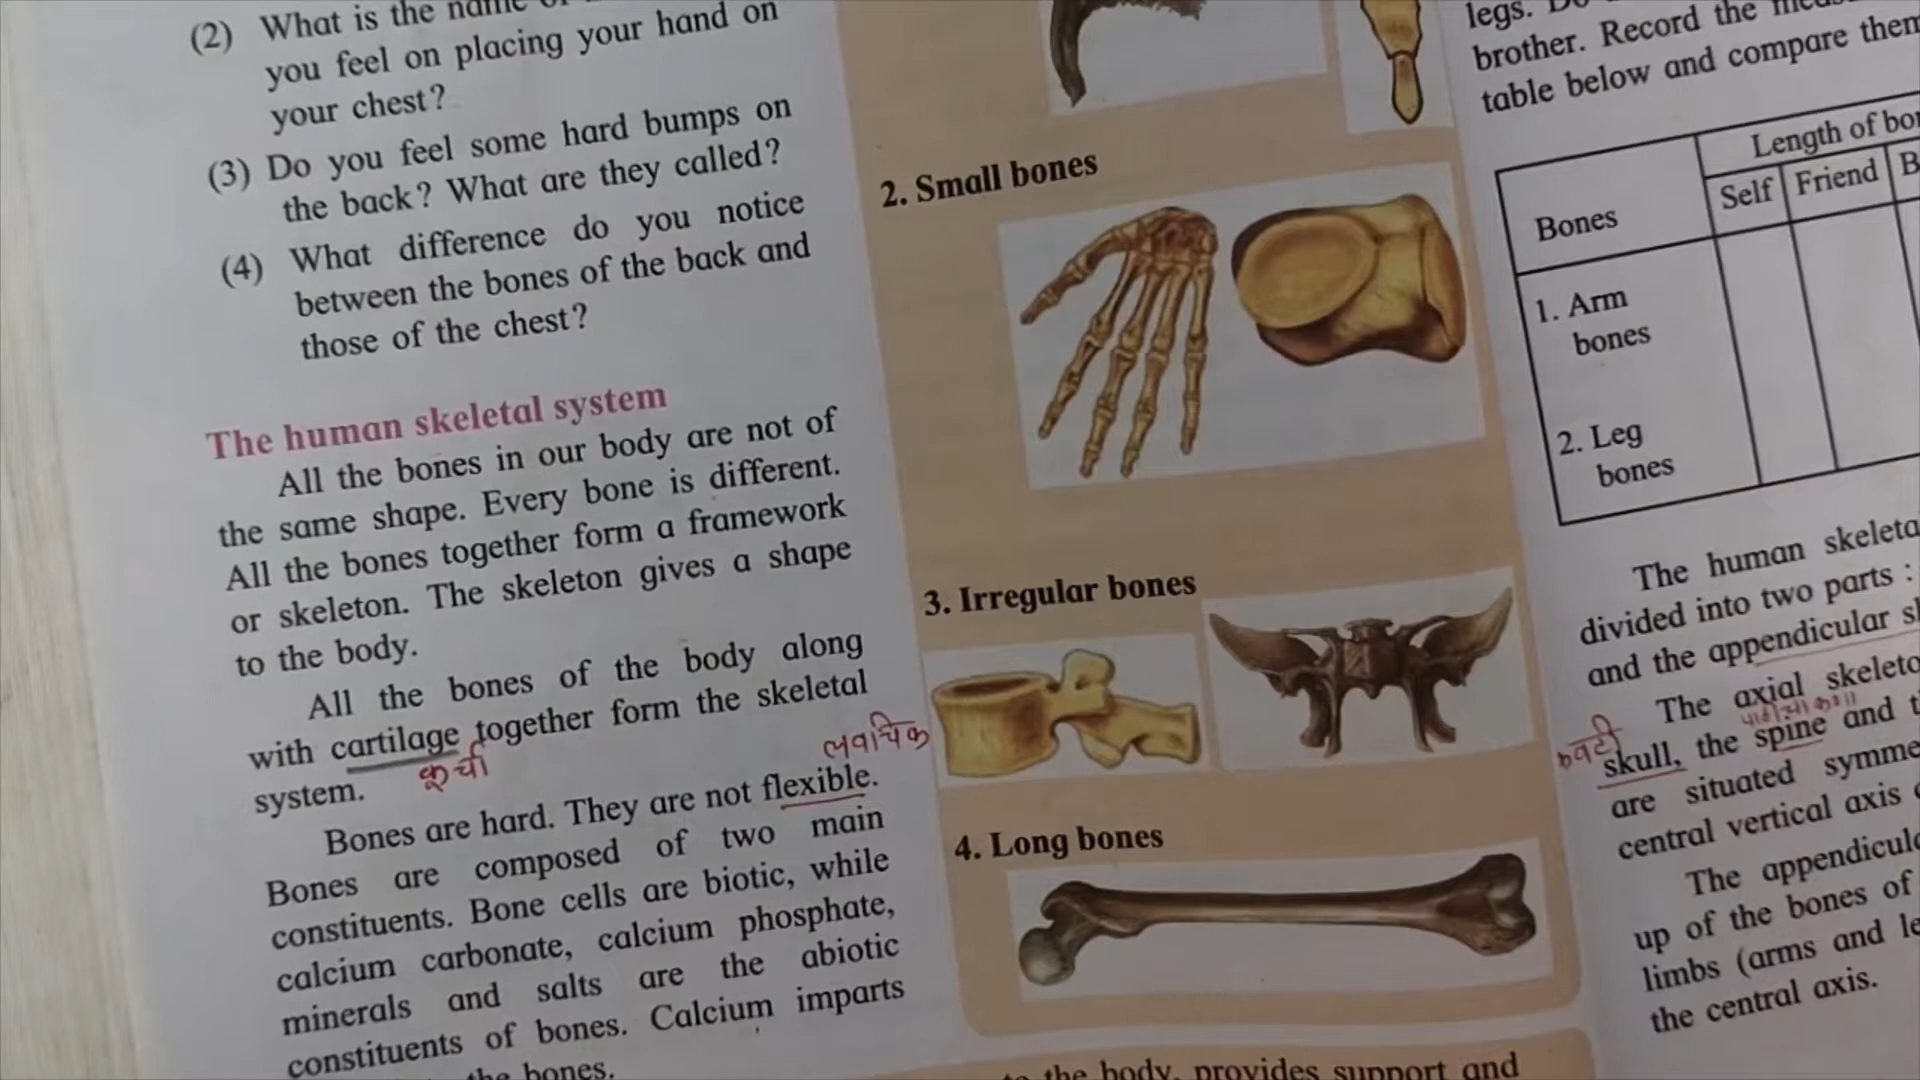 (2) What is the name
you feel on placing your hand on
your chest?
(3) Do you feel some hard bumps on
the back? What are they called?
(4) What difference do you notice
between the bones of the back and
those of the chest?
The human skeletal system
All the bones in our body are not of
the same shape. Every bone is different.
All the bones together form a framework
or skeleton. The skeleton gives a shape
to the body.
All the bones of the body along
with cartilage together form the skeletal
कूर्चा
system.
लवचिक
Bones are hard. They are not flexible.
Bones are composed of two main
constituents. Bone cells are biotic, while
calcium carbonate, calcium phosphate,
minerals and salts are the abiotic
constituents of bones. Calcium imparts
the bones.
2. Small bones
3. Irregular bones
4. Long bones
the body, provides support and
legs.
brother. Record the
table below and compare them
Length of
Bones
Self Friend
1. Arm
bones
2. Leg
bones
The human
divided into two parts :
and the appendicular
The axial
कवटी
skull, the spine and
are situated
central vertical axis
The
up of the bones of
limbs (arms and
the central axis.